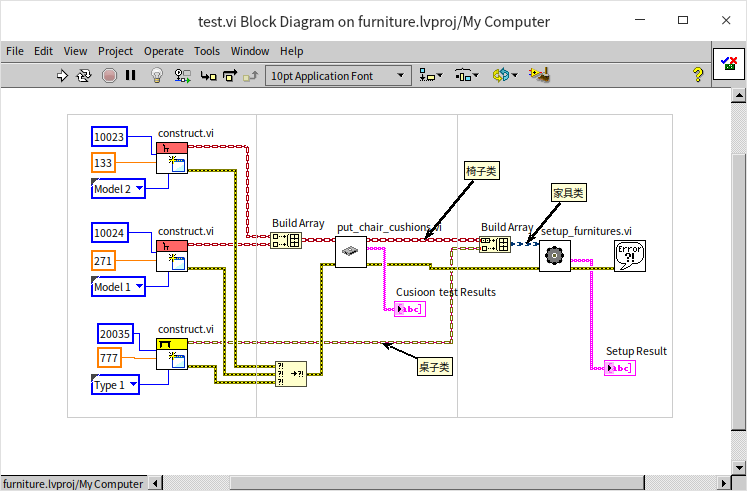 test.vi Block Diagram on furniture.lvproj/My Computer
File Edit View Project Operate Tools Window Help
10pt Application Font
?
10023
construct.vi
133
Model 2
椅子类
家具类
10024
construct.vi
Build Array
put_chair_cushions.vi
Build Array
setup_furnitures.vi
271
Error
?!
Model 1
Cusioon test Results
abc
20035
construct.vi
777
Setup Result
abc
Type 1
桌子类
?!
?!
?!
→?!
furniture.lvproj/My Computer